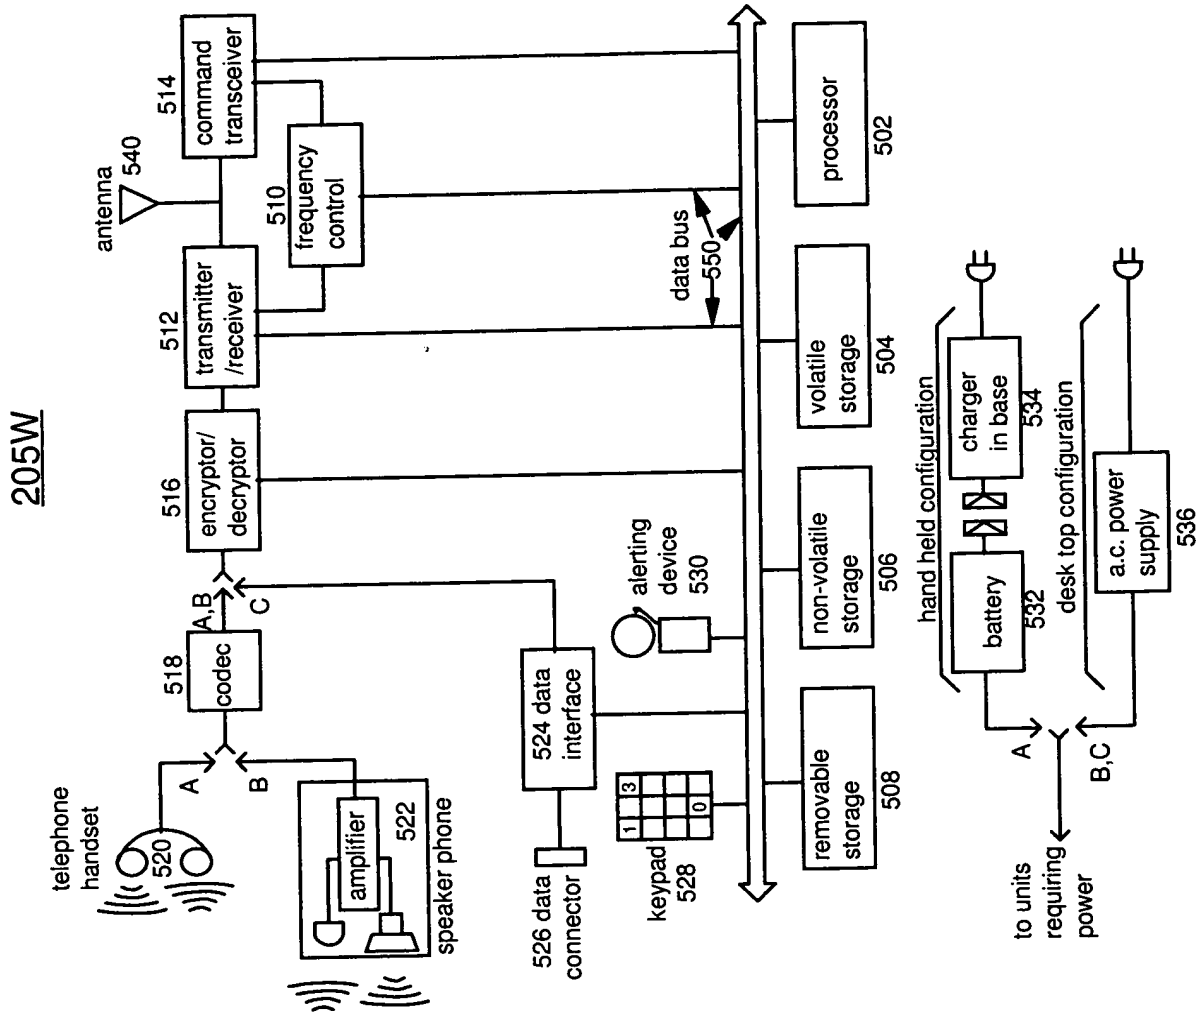 205W
telephone
handset
520
A
B
amplifier
522
speaker phone
518
codec
A,B
C
516
encryptor/
decryptor
512
transmitter
/receiver
antenna
540
514
command
transceiver
510
frequency
control
526 data
connector
524 data
interface
keypad
528
1
3
0
alerting
device
530
data bus
550
removable
storage
508
non-volatile
storage
506
volatile
storage
504
processor
502
hand held configuration
battery
532
charger
in base
534
desk top configuration
a.c. power
supply
536
A
B,C
to units
requiring
power